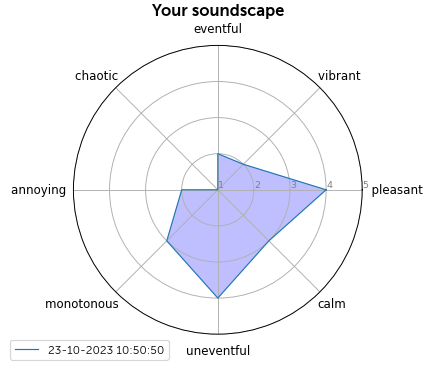 Your soundscape
eventful
chaotic
vibrant
annoying
1
2
3
4
5
pleasant
monotonous
calm
uneventful
23-10-2023 10:50:50